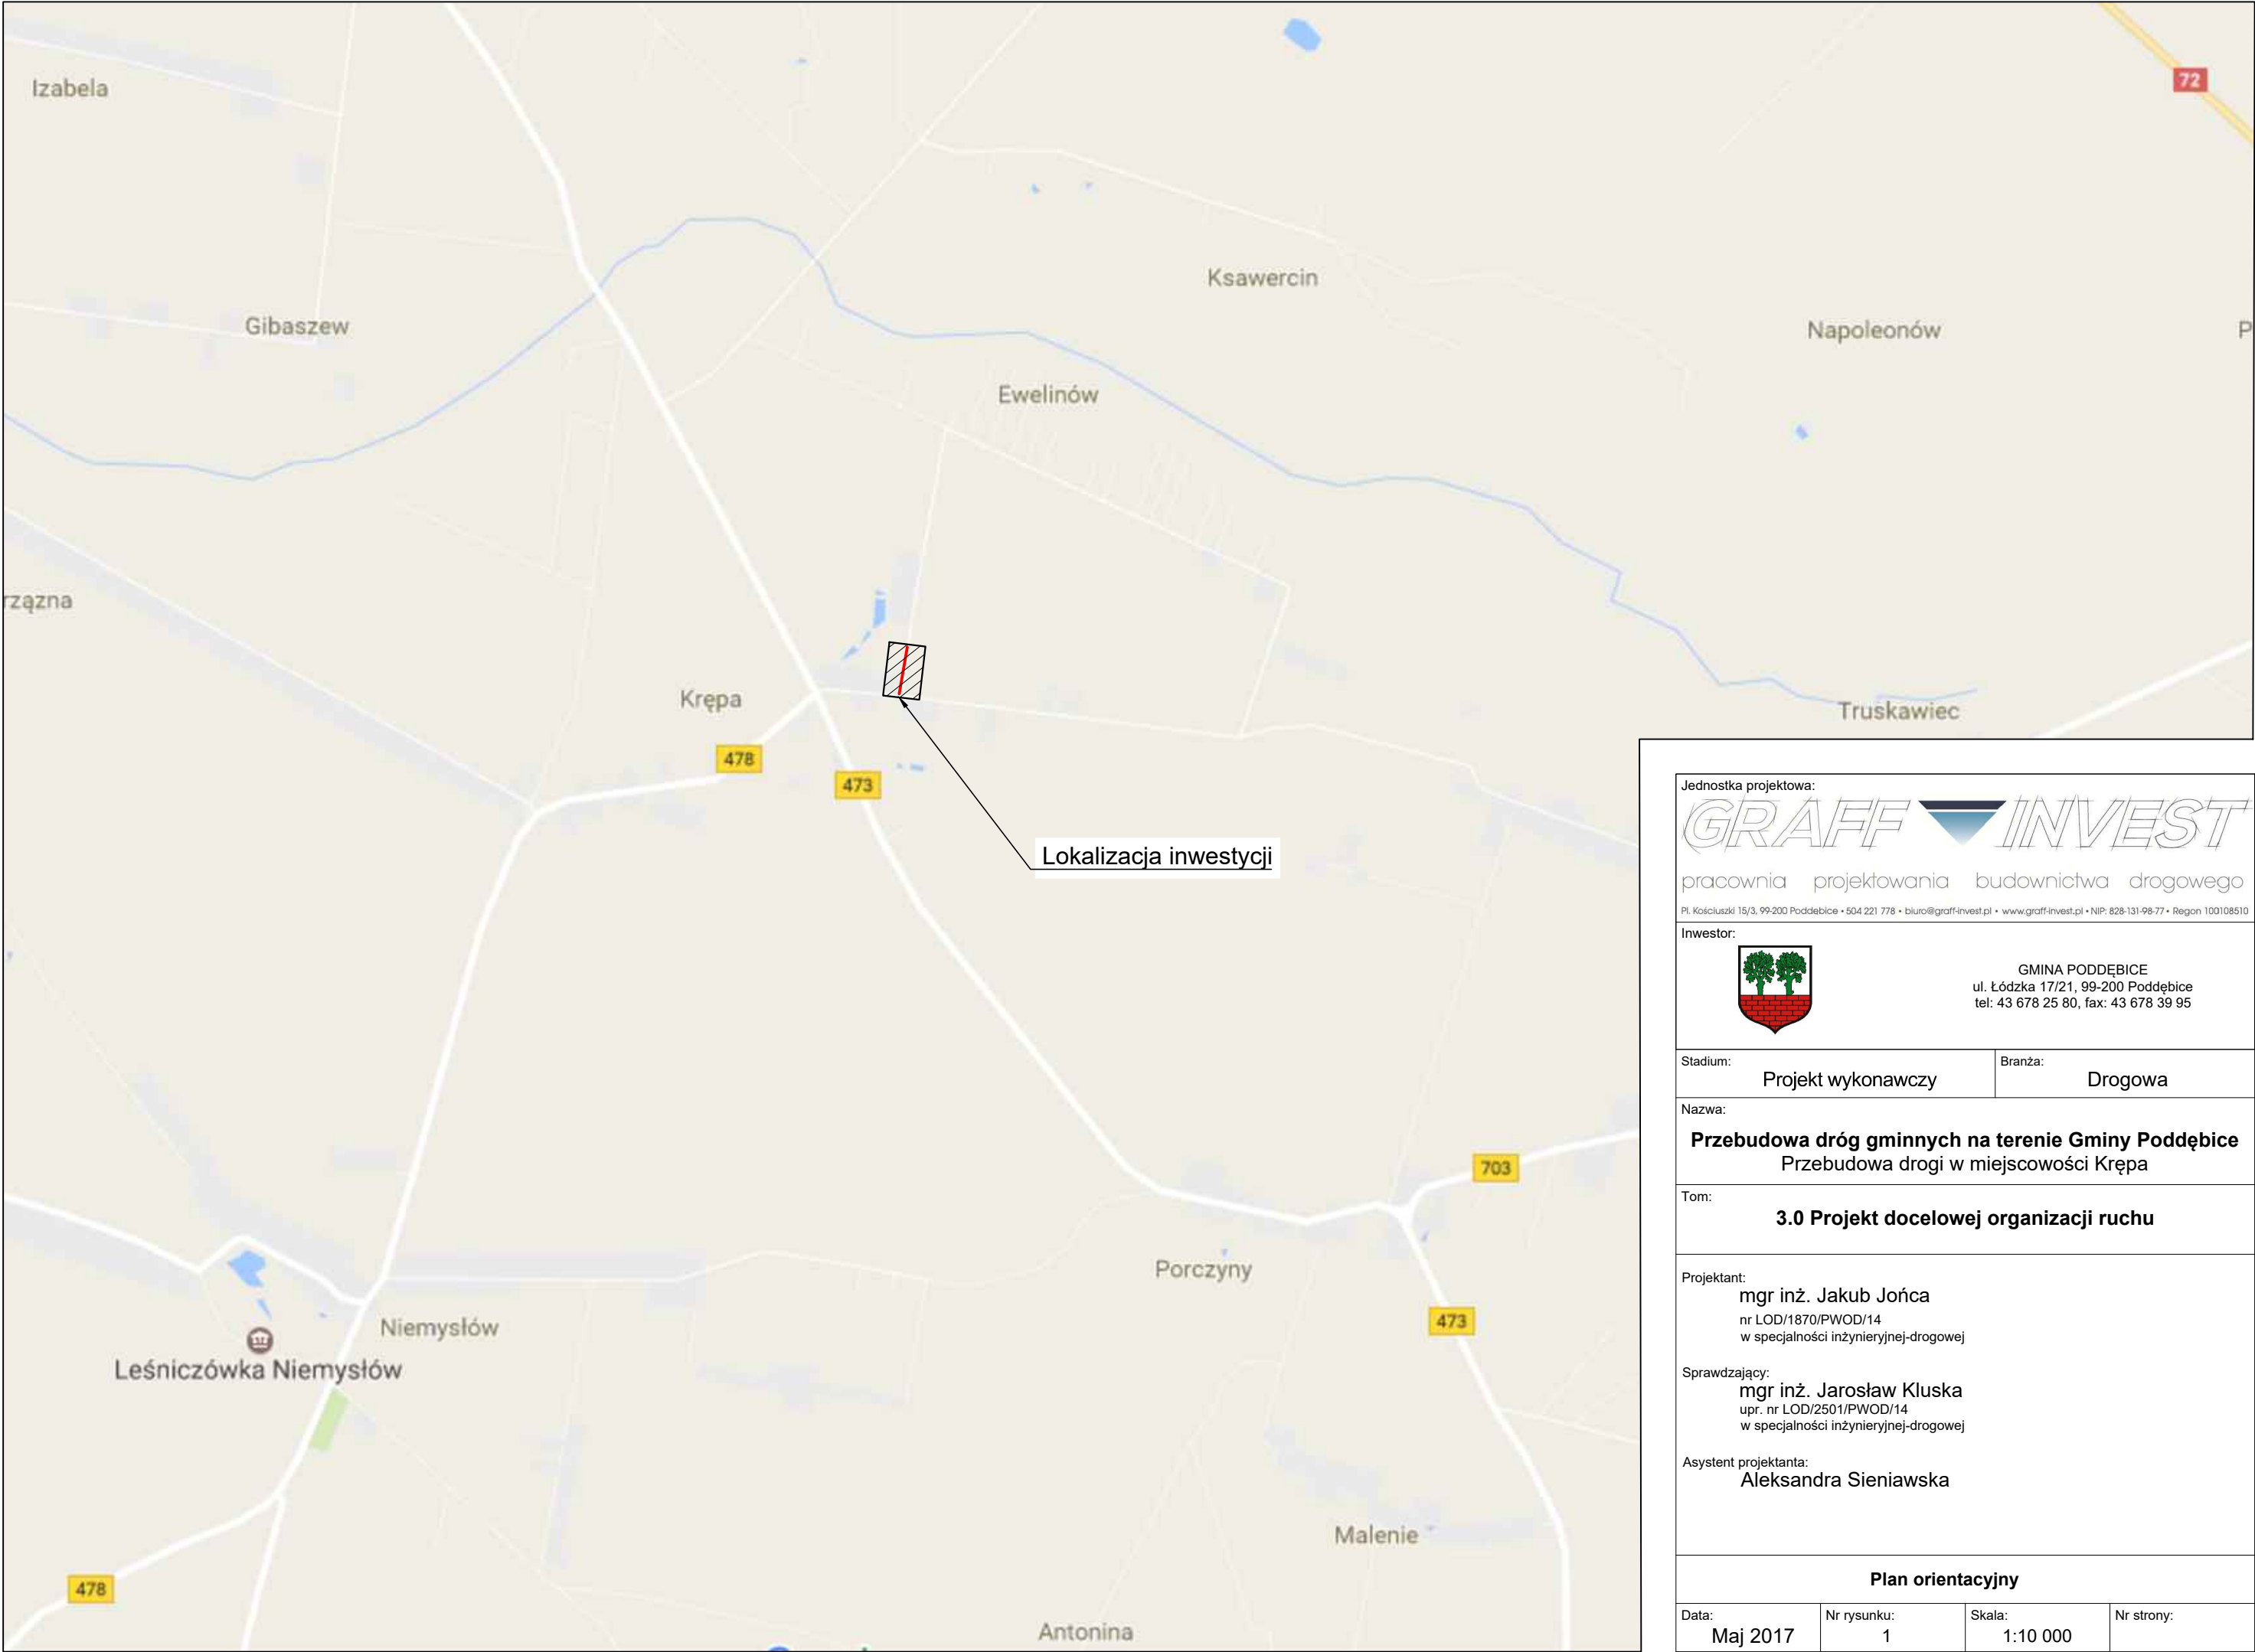 Izabela
72
Ksawercin
Gibaszew
Napoleonów
P
Ewelinów
rząza
Krępa
Truskawiec
478
473
Lokalizacja inwestycji
703
Porczyny
473
Niemysłów
Leśniczówka Niemysłów
Malenie
478
Antonina
Jednostka projektowa:
GRAFF INVEST
pracownia projektowania budownictwa drogowego
Pl. Kościuszki 15/3, 99-200 Poddębice • 504 221 778 • biuro@graff-invest.pl • www.graff-invest.pl • NIP: 828-131-98-77 • Regon 100108510
Inwestor:
GMINA PODDĘBICE
ul. Łódzka 17/21, 99-200 Poddębice
tel: 43 678 25 80, fax: 43 678 39 95
Stadium:
Projekt wykonawczy
Branża:
Drogowa
Nazwa:
Przebudowa dróg gminnych na terenie Gminy Poddębice
Przebudowa drogi w miejscowości Krępa
Tom:
3.0 Projekt docelowej organizacji ruchu
Projektant:
mgr inż. Jakub Jońca
nr LOD/1870/PWOD/14
w specjalności inżynieryjnej-drogowej
Sprawdzający:
mgr inż. Jarosław Kluska
upr. nr LOD/2501/PWOD/14
w specjalności inżynieryjnej-drogowej
Asystent projektanta:
Aleksandra Sieniawska
Plan orientacyjny
Data:
Maj 2017
Nr rysunku:
1
Skala:
1:10 000
Nr strony: